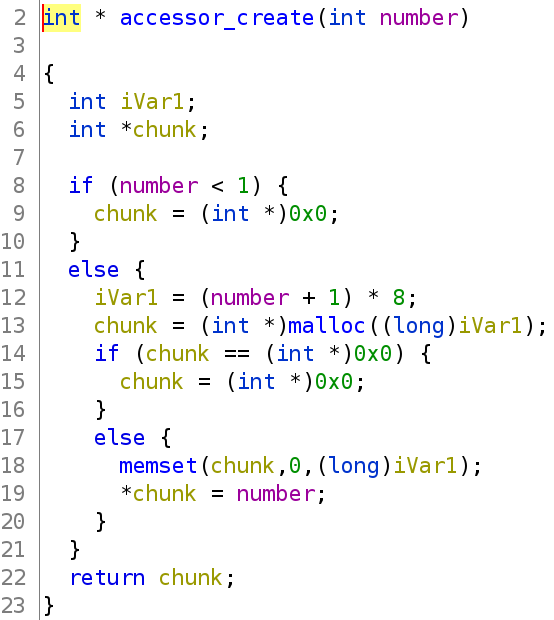 2 int * accessor_create(int number)
3
4 {
5   int iVar1;
6   int *chunk;
7
8   if (number < 1) {
9     chunk = (int *)0x0;
10   }
11   else {
12     iVar1 = (number + 1) * 8;
13     chunk = (int *)malloc((long)iVar1);
14     if (chunk == (int *)0x0) {
15       chunk = (int *)0x0;
16     }
17     else {
18       memset(chunk,0,(long)iVar1);
19       *chunk = number;
20     }
21   }
22   return chunk;
23 }